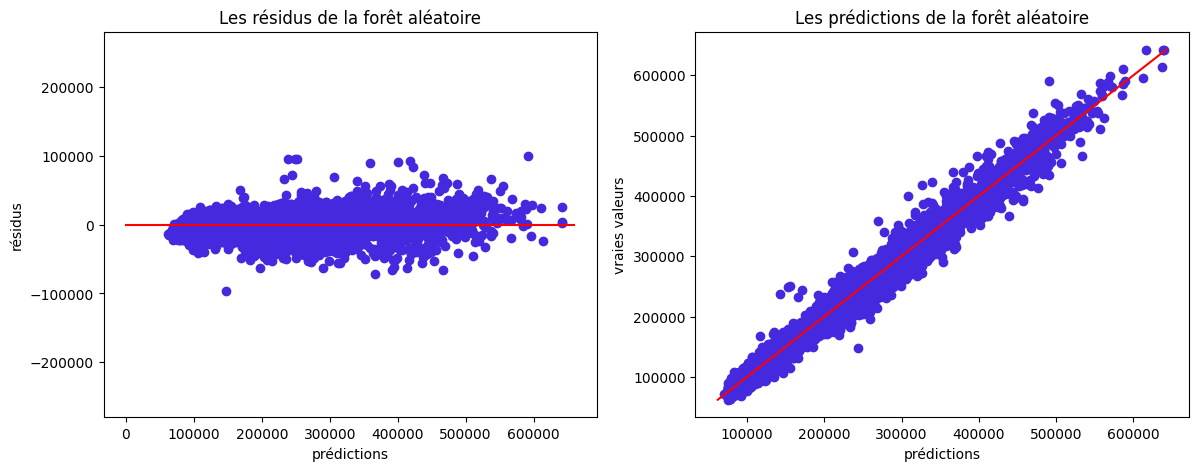 Les résidus de la forêt aléatoire
200000
100000
0
−100000
−200000
résidus
0 100000 200000 300000 400000 500000 600000
prédictions
Les prédictions de la forêt aléatoire
600000
500000
400000
300000
200000
100000
vraies valeurs
100000 200000 300000 400000 500000 600000
prédictions